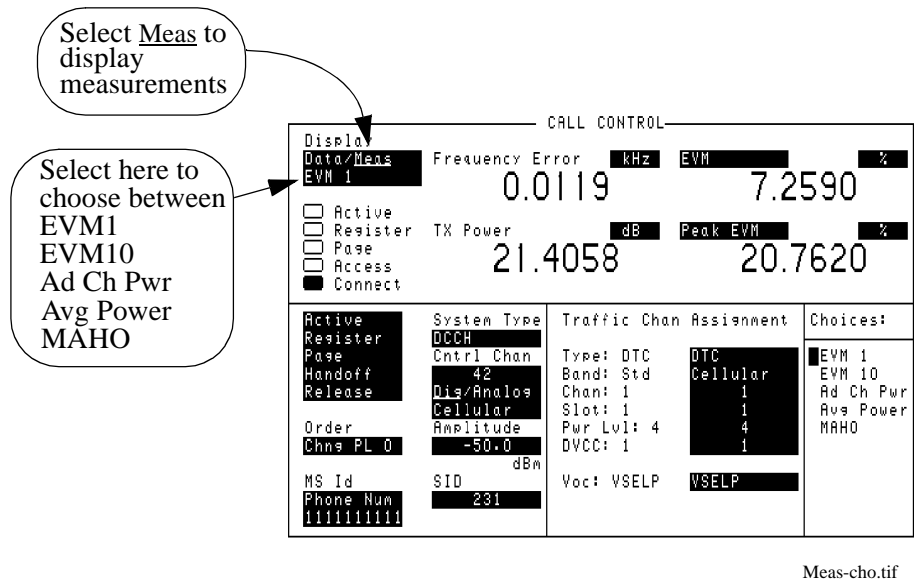 Select Meas to
display
measurements
Select here to
choose between
EVM1
EVM10
Ad Ch Pwr
Avg Power
MAHO
CALL CONTROL
Display
Data/Meas
EVM 1
Frequency Error kHz
0.0119
EVM %
7.2590
Active
Register
Page
Access
Connect
TX Power dB
21.4058
Peak EVM %
20.7620
Active
Register
Page
Handoff
Release
Order
Chng PL 0
MS Id
Phone Num
1111111111
System Type
DCCH
Cntrl Chan
42
Dig/Analog
Cellular
Amplitude
-50.0
dBm
SID
231
Traffic Chan Assignment
Type: DTC DTC
Band: Std Cellular
Chan: 1 1
Slot: 1 1
Pwr Lvl: 4 4
DVCC: 1 1
Voc: VSELP VSELP
Choices:
EVM 1
EVM 10
Ad Ch Pwr
Avg Power
MAHO
Meas-cho.tif